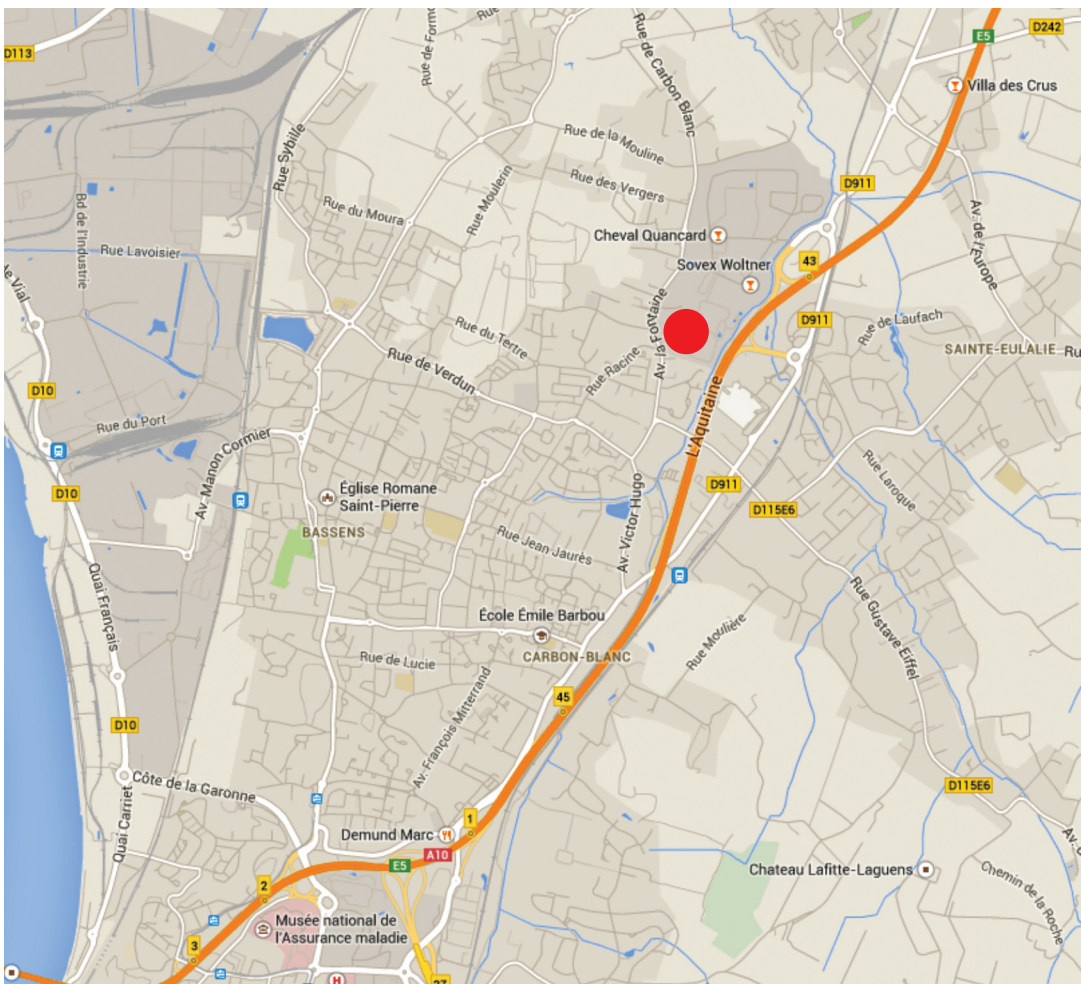 D113
Rue de Form
Rue de Carbon Blanc
E5
D242
Villa des Crus
Rue Sybille
Rue de la Mouline
Rue des Vergers
Rue Moulerin
Rue du Moura
D911
Bd de l'industrie
Rue Lavoisier
Cheval Quancard
Sovex Woltner
43
Av. de l'Europe
Av. la Fontaine
D911
Rue de Laufach
SAINTE-EULALIE
Ru
Rue du Tertre
Rue Racine
Rue de Verdun
L'Aquitaine
D10
Rue du Port
Av. Manon Cormier
D10
Église Romane
Saint-Pierre
BASSENS
Av. Victor Hugo
D911
D115E6
Rue Laroque
Rue Jean Jaurès
Quai Français
École Émile Barbou
CARBON-BLANC
Rue Moulière
Rue Gustave Eiffel
Rue de Lucie
Av. François Mitterrand
45
D10
Côte de la Garonne
Quai Carriet
D115E6
Demund Marc
1
A10
E5
2
Chateau Lafitte-Laguens
Chemin de la Roche
Musée national de
l'Assurance maladie
3
H